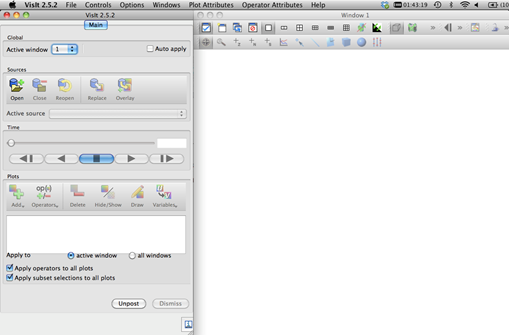 VisIt 2.5.2 File Controls Options Windows Plot Attributes Operator Attributes Help 01:43:19
VisIt 2.5.2
Window 1
Main
Global
Active window 1 Auto apply
Sources
Open Close Reopen Replace Overlay
Active source
Time
Plots
Add Operators Delete Hide/Show Draw Variables
Apply to active window all windows
Apply operators to all plots
Apply subset selections to all plots
Unpost Dismiss